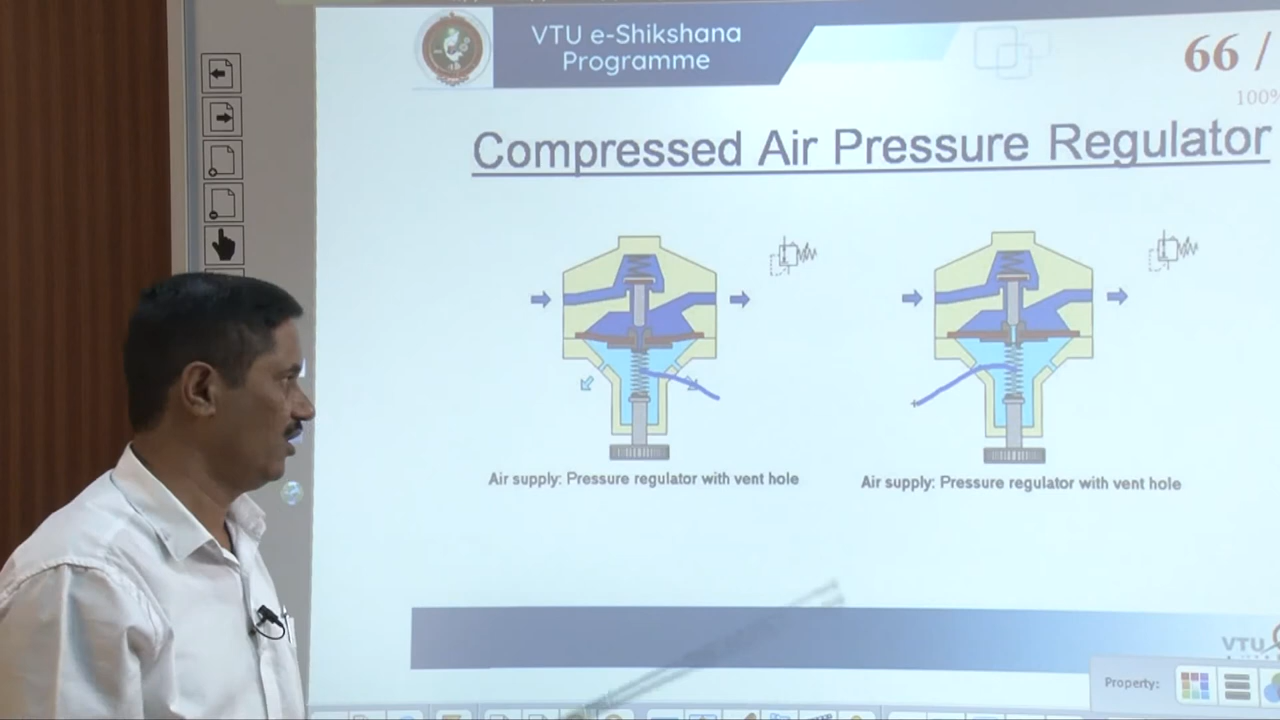 VTU e-Shikshana
Programme
66 /
100%
Compressed Air Pressure Regulator
Air supply: Pressure regulator with vent hole
Air supply: Pressure regulator with vent hole
VTU
Property: